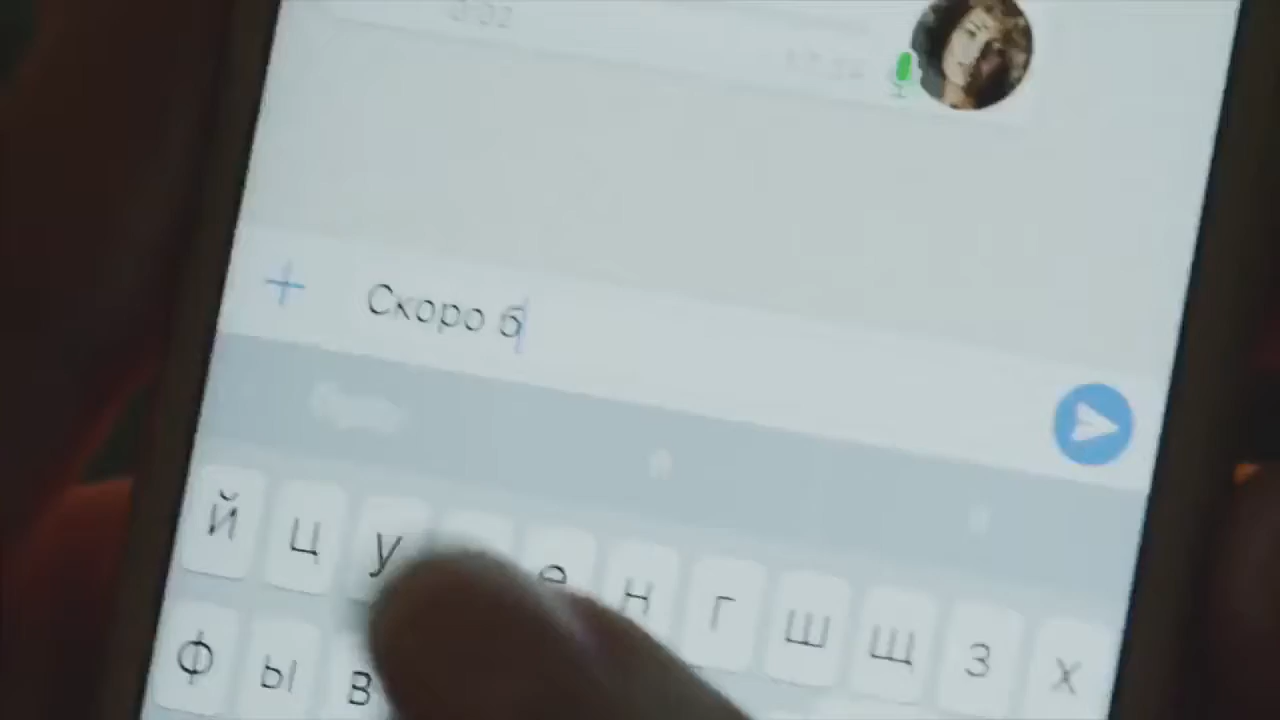 Скоро б
й ц у е н г ш щ з х
ф ы в